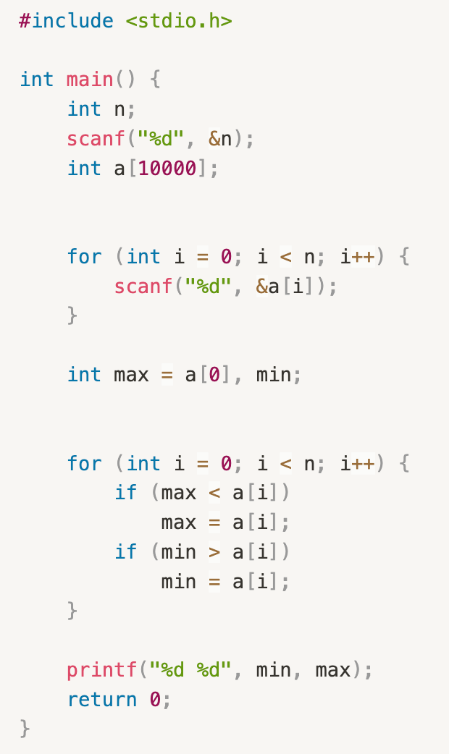 #include <stdio.h>
int main() {
    int n;
    scanf("%d", &n);
    int a[10000];
    for (int i = 0; i < n; i++) {
        scanf("%d", &a[i]);
    }
    int max = a[0], min;
    for (int i = 0; i < n; i++) {
        if (max < a[i])
            max = a[i];
        if (min > a[i])
            min = a[i];
    }
    printf("%d %d", min, max);
    return 0;
}